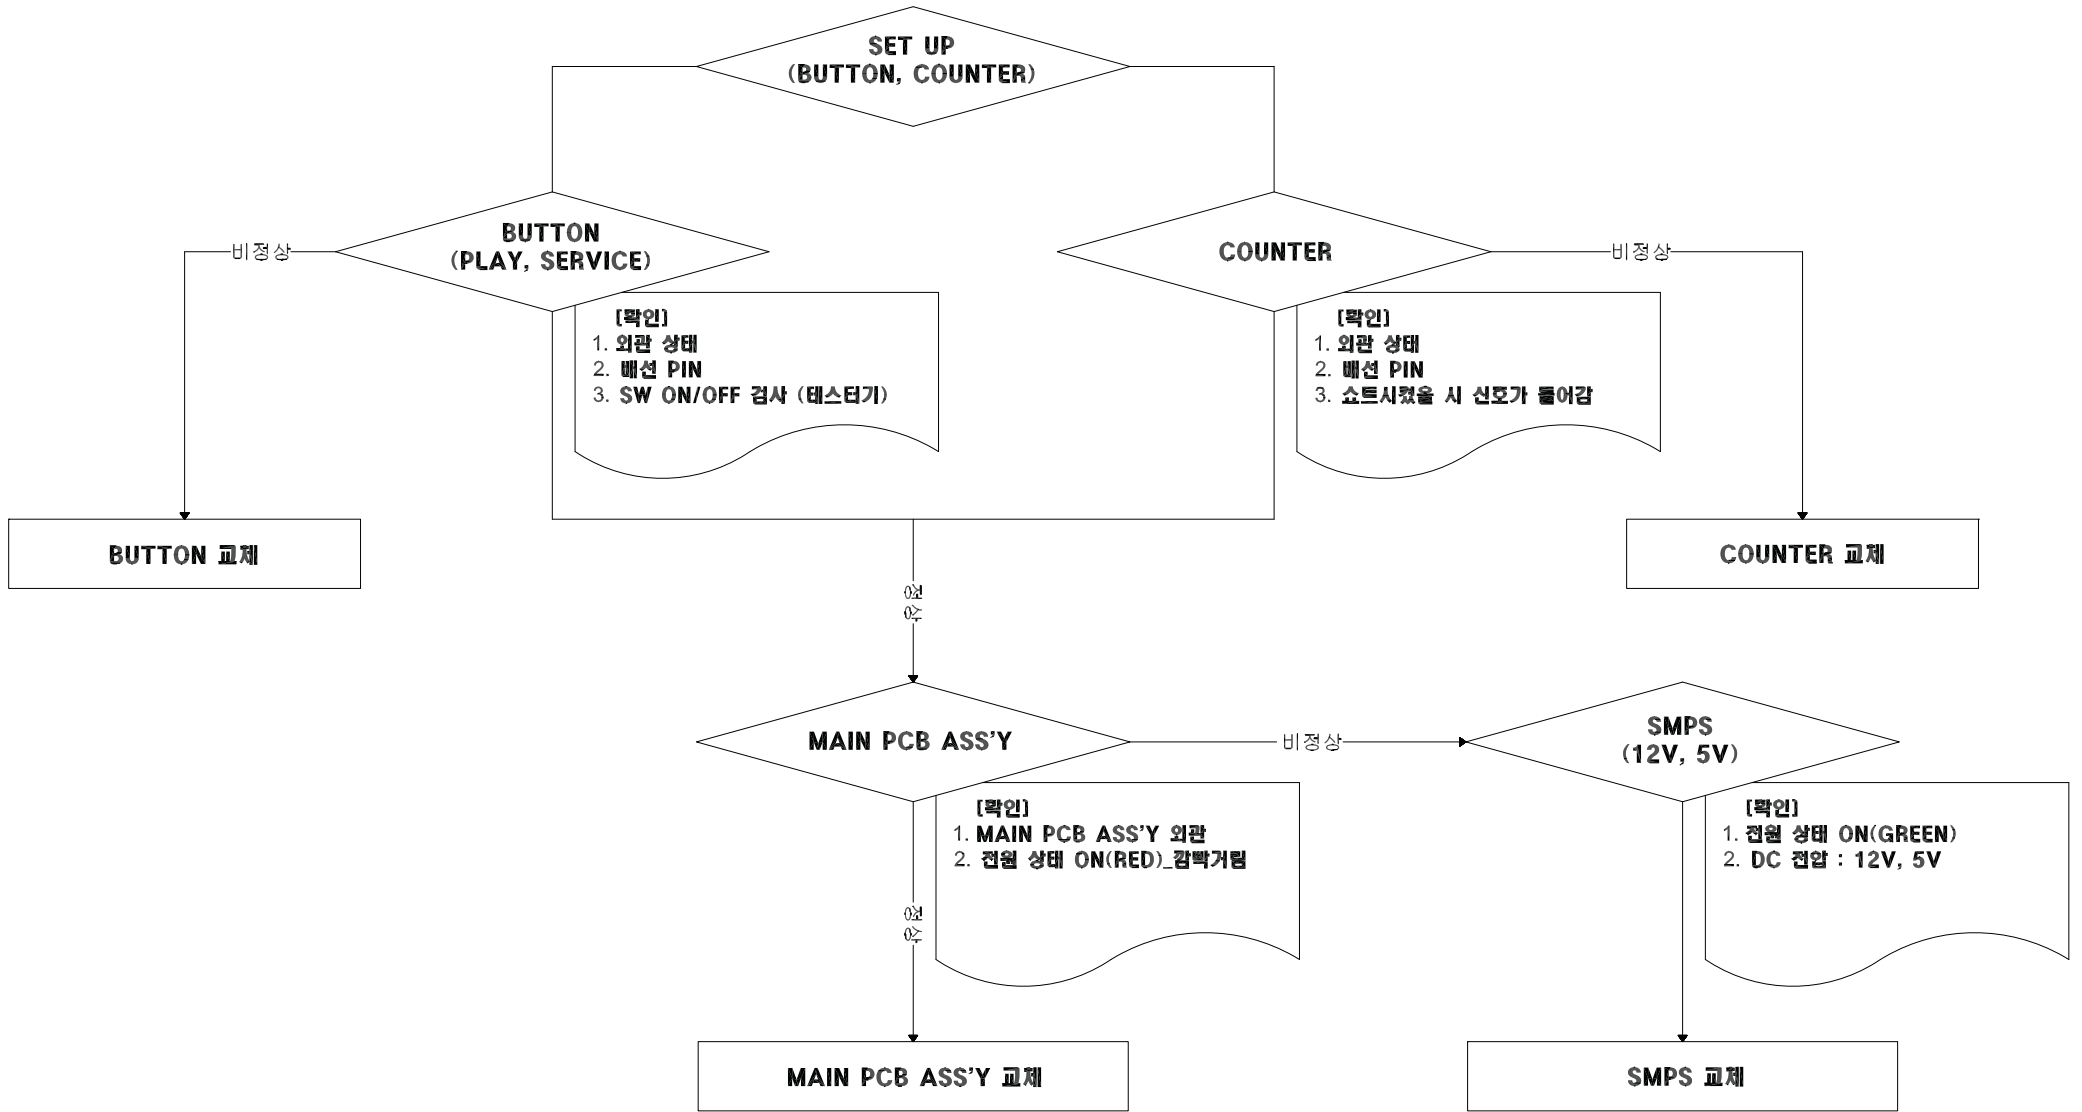 SET UP
(BUTTON, COUNTER)
BUTTON
(PLAY, SERVICE)
비정상
[확인]
1. 외관 상태
2. 배선 PIN
3. SW ON/OFF 검사 (테스터기)
COUNTER
비정상
[확인]
1. 외관 상태
2. 배선 PIN
3. 쇼트시켰을 시 신호가 들어감
BUTTON 교체
COUNTER 교체
정상
MAIN PCB ASS'Y
비정상
SMPS
(12V, 5V)
[확인]
1. MAIN PCB ASS'Y 외관
2. 전원 상태 ON(RED)_깜빡거림
[확인]
1. 전원 상태 ON(GREEN)
2. DC 전압 : 12V, 5V
정상
MAIN PCB ASS'Y 교체
SMPS 교체